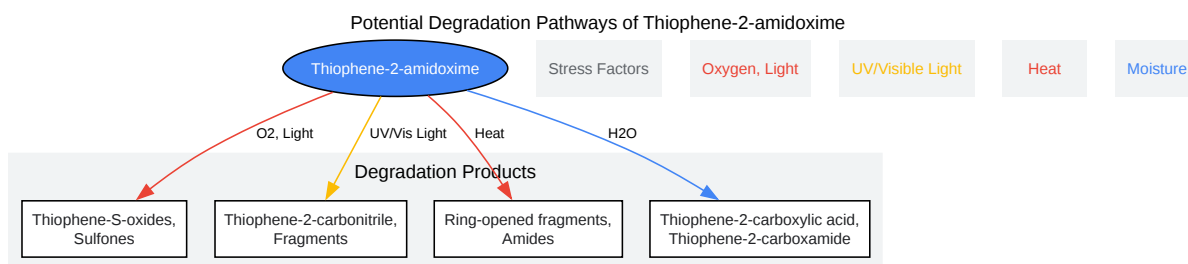 Potential Degradation Pathways of Thiophene-2-amidoxime
Thiophene-2-amidoxime
Stress Factors
Oxygen, Light
UV/Visible Light
Heat
Moisture
O2, Light
UV/Vis Light
Heat
H2O
Degradation Products
Thiophene-S-oxides,
Sulfones
Thiophene-2-carbonitrile,
Fragments
Ring-opened fragments,
Amides
Thiophene-2-carboxylic acid,
Thiophene-2-carboxamide